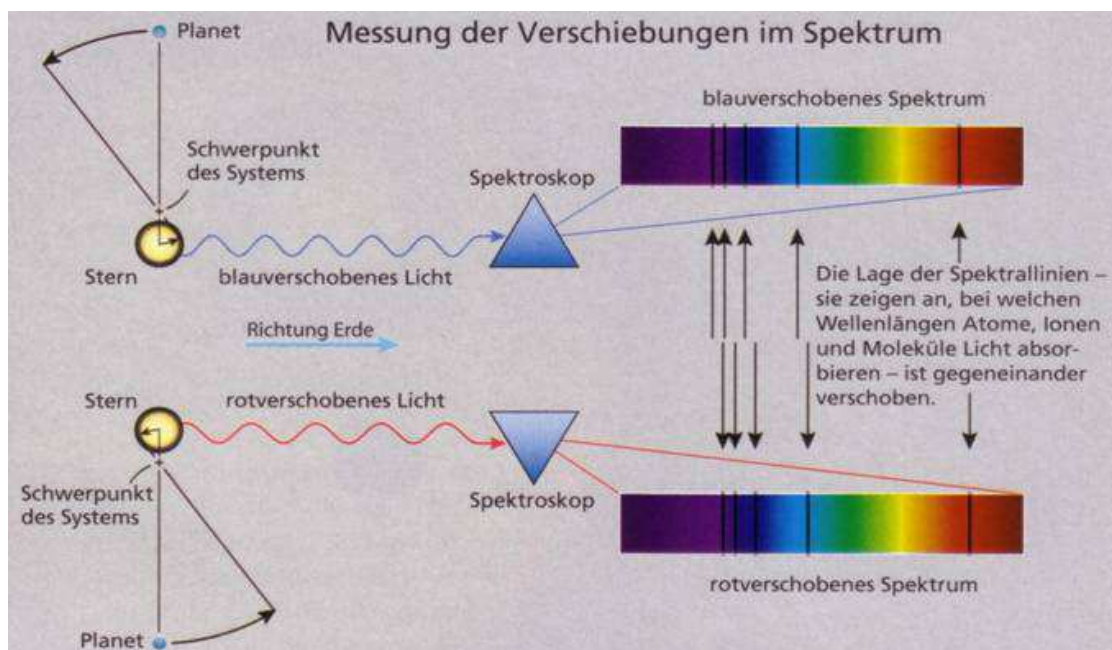 Messung der Verschiebungen im Spektrum
Planet
blauverschobenes Spektrum
Schwerpunkt
des Systems
Spektroskop
Stern
blauverschobenes Licht
Die Lage der Spektrallinien –
sie zeigen an, bei welchen
Wellenlängen Atome, Ionen
und Moleküle Licht absor-
bieren – ist gegeneinander
verschoben.
Richtung Erde
Stern
rotverschobenes Licht
Schwerpunkt
des Systems
Spektroskop
rotverschobenes Spektrum
Planet